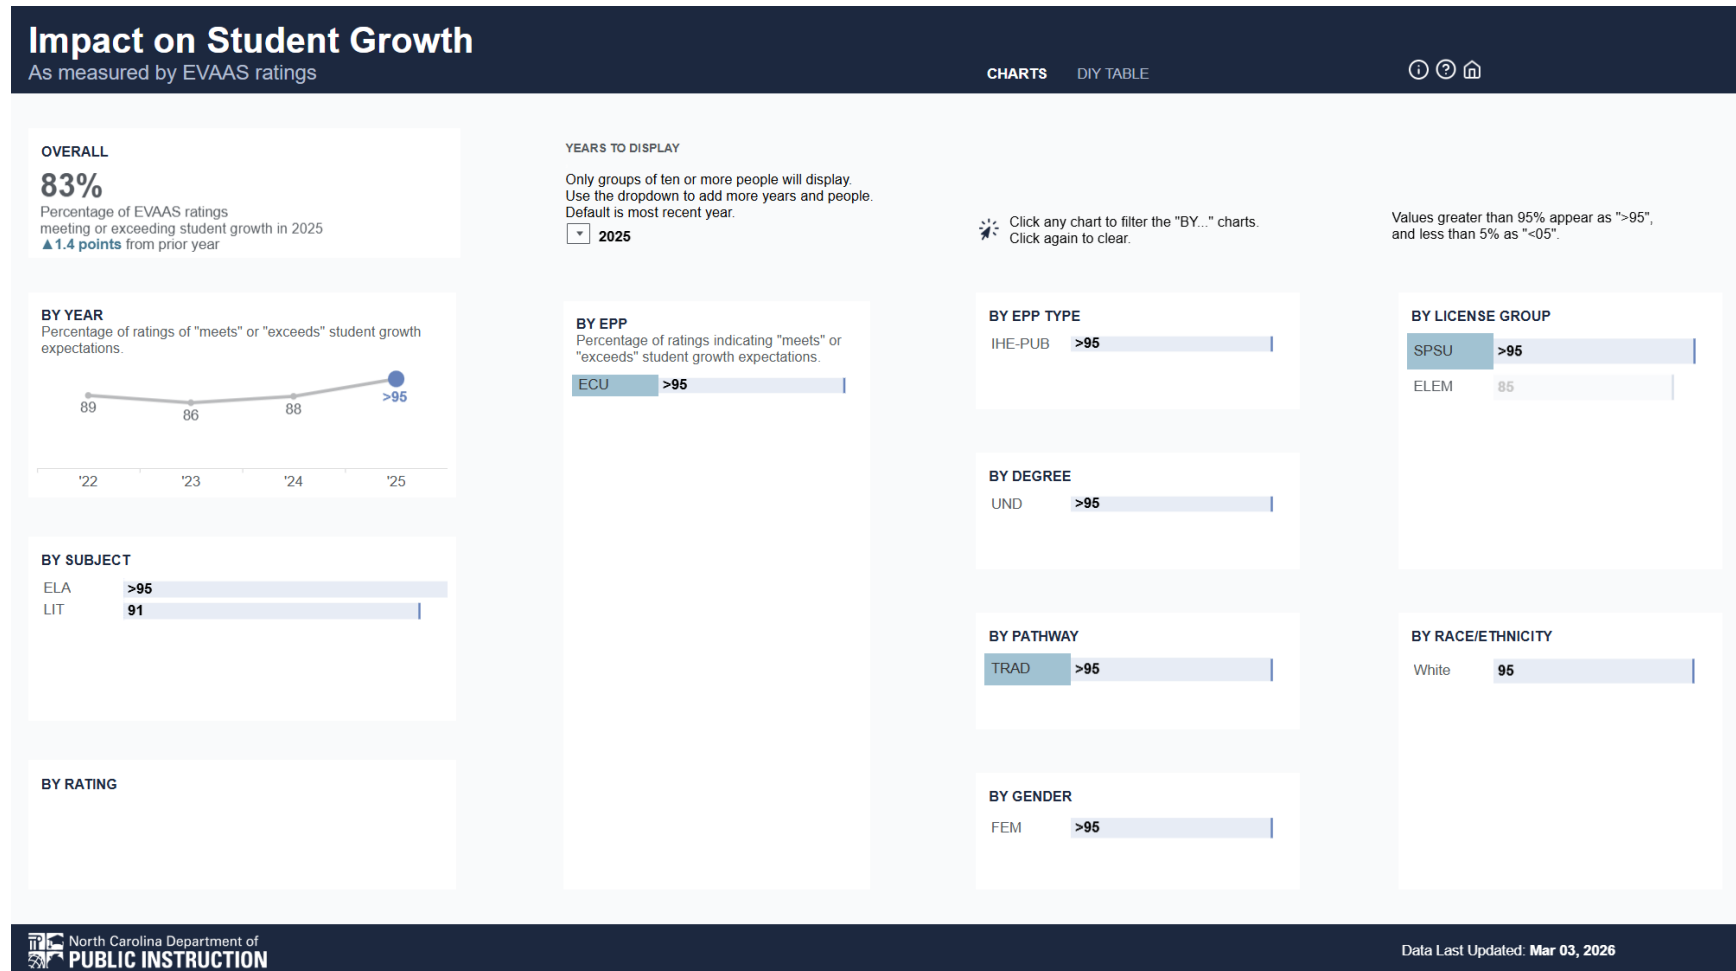 Impact on Student Growth
As measured by EVAAS ratings
CHARTS
DIY TABLE
OVERALL
83%
Percentage of EVAAS ratings
meeting or exceeding student growth in 2025
▲1.4 points from prior year
YEARS TO DISPLAY
Only groups of ten or more people will display.
Use the dropdown to add more years and people.
Default is most recent year.
2025
Click any chart to filter the "BY..." charts.
Click again to clear.
Values greater than 95% appear as ">95",
and less than 5% as "<05".
BY YEAR
Percentage of ratings of "meets" or "exceeds" student growth
expectations.
89
86
88
>95
'22
'23
'24
'25
BY SUBJECT
ELA >95
LIT 91
BY RATING
BY EPP
Percentage of ratings indicating "meets" or
"exceeds" student growth expectations.
ECU >95
BY EPP TYPE
IHE-PUB >95
BY DEGREE
UND >95
BY PATHWAY
TRAD >95
BY GENDER
FEM >95
BY LICENSE GROUP
SPSU >95
ELEM 85
BY RACE/ETHNICITY
White 95
North Carolina Department of
PUBLIC INSTRUCTION
Data Last Updated: Mar 03, 2026